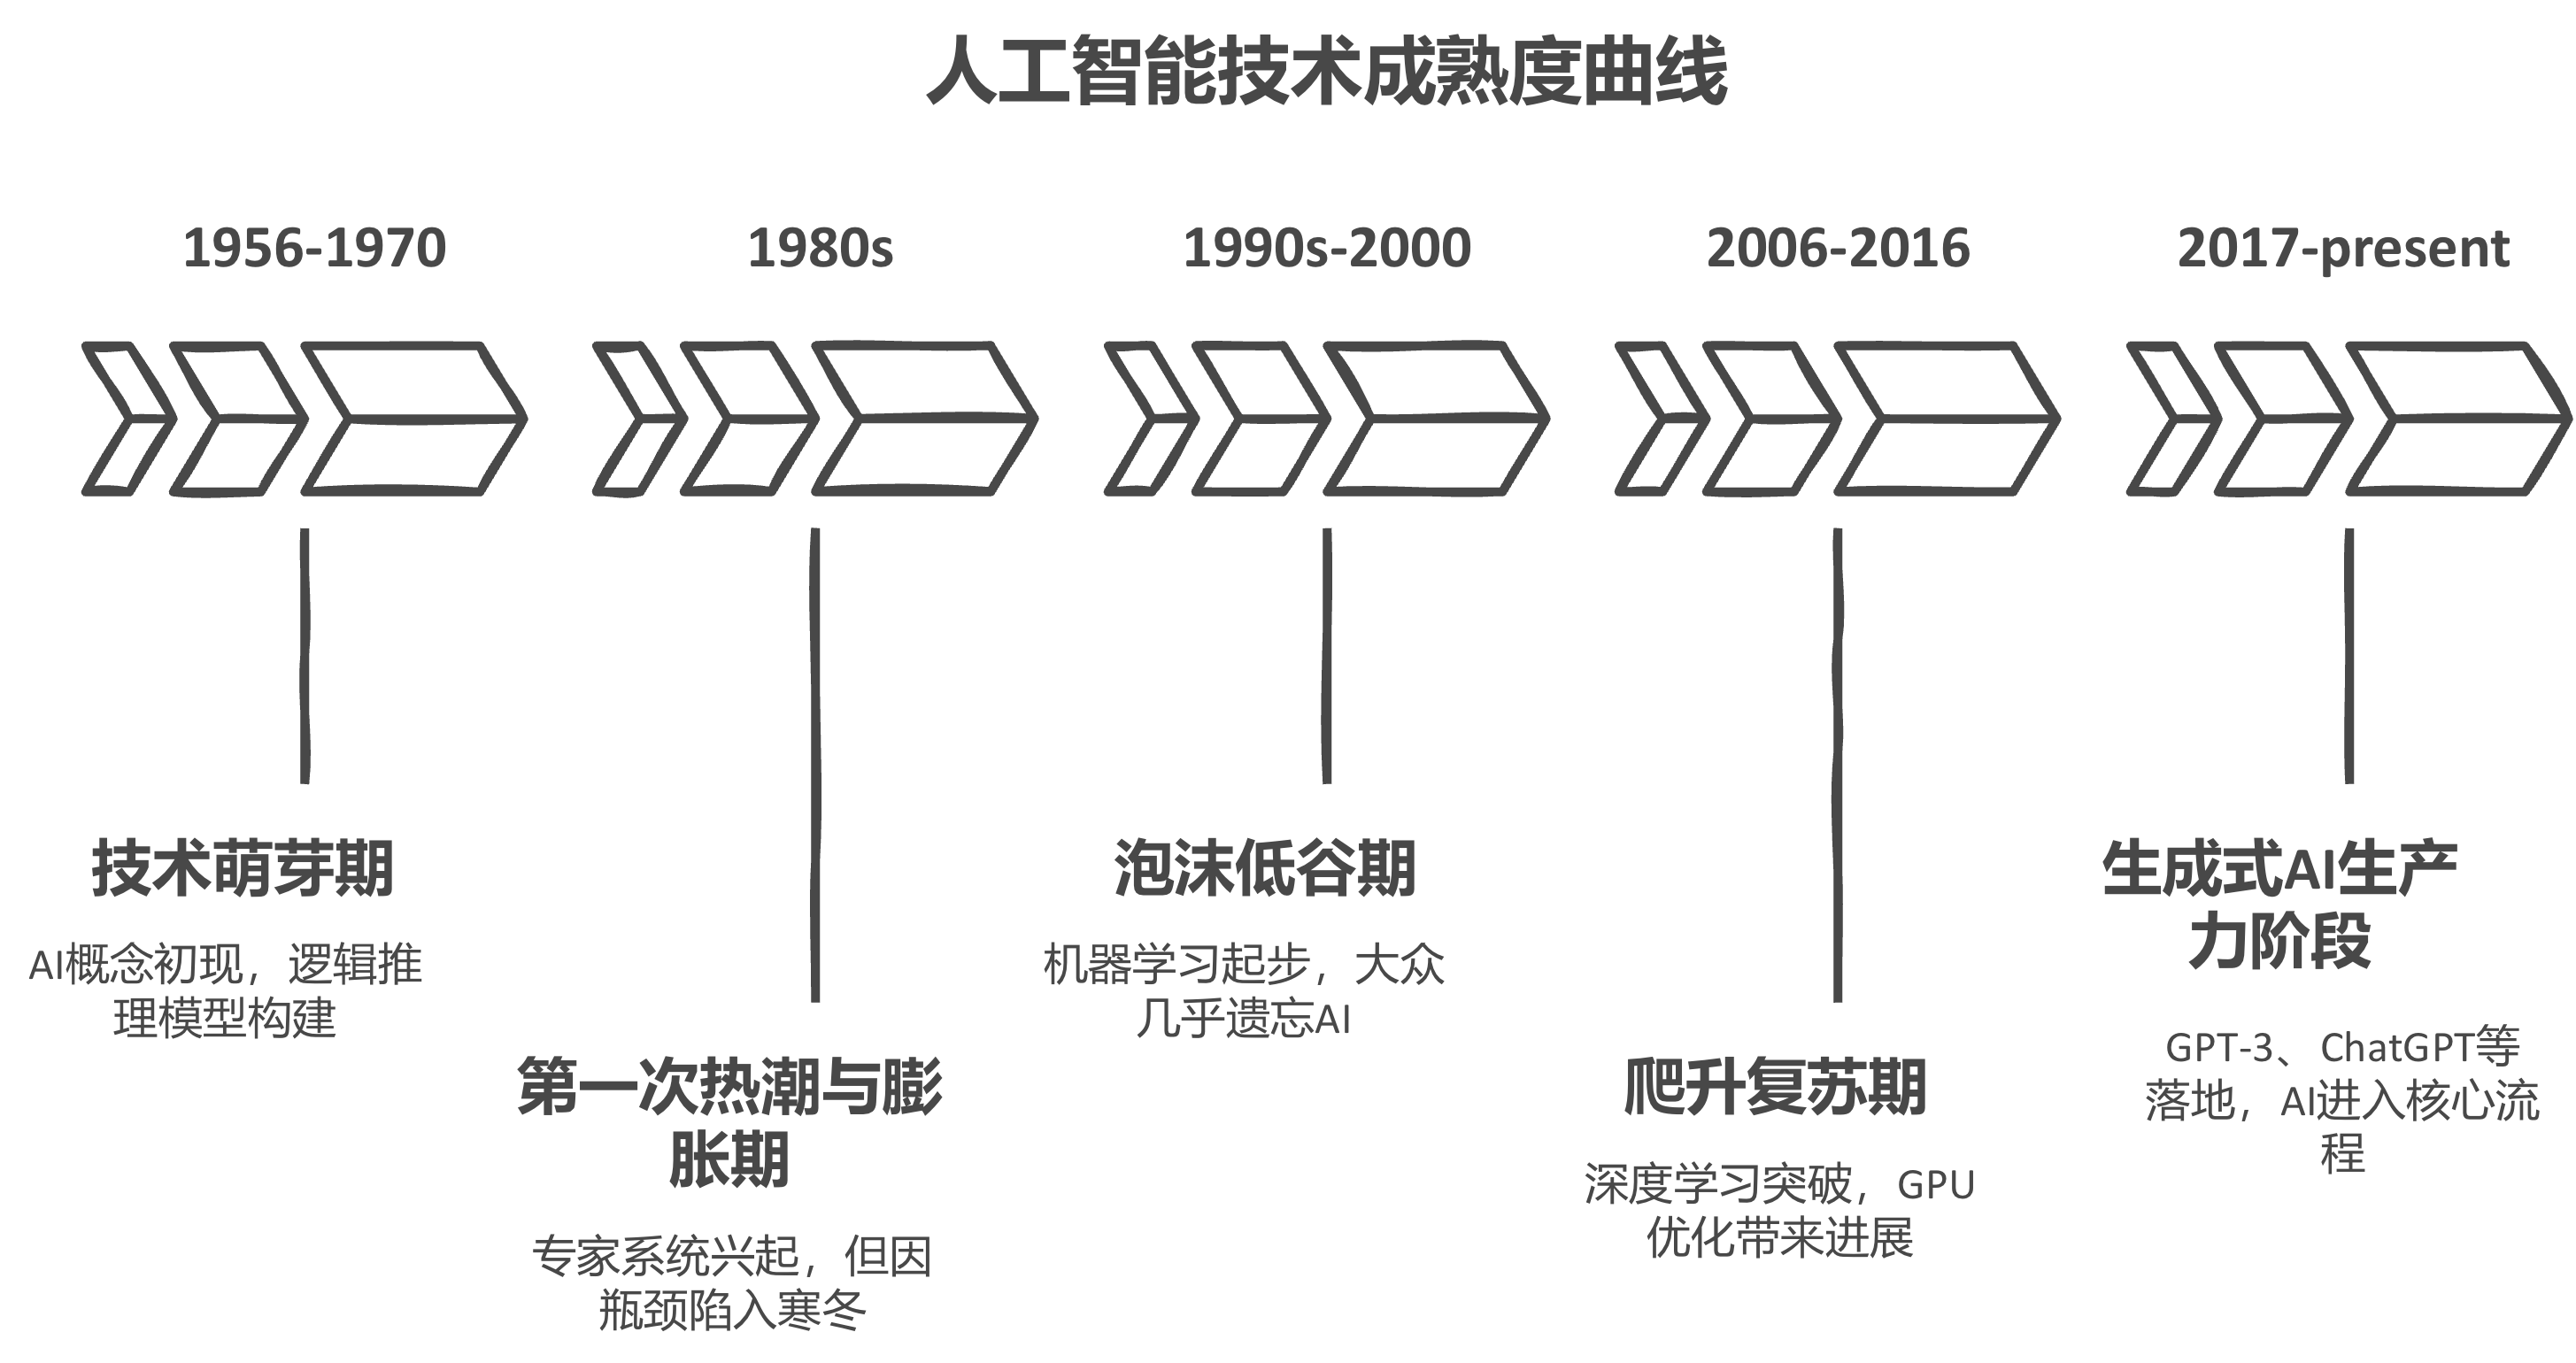 人工智能技术成熟度曲线
1956-1970
1980s
1990s-2000
2006-2016
2017-present
技术萌芽期
AI概念初现，逻辑推
理模型构建
第一次热潮与膨
胀期
专家系统兴起，但因
瓶颈陷入寒冬
泡沫低谷期
机器学习起步，大众
几乎遗忘AI
爬升复苏期
深度学习突破，GPU
优化带来进展
生成式AI生产
力阶段
GPT-3、ChatGPT等
落地，AI进入核心流
程